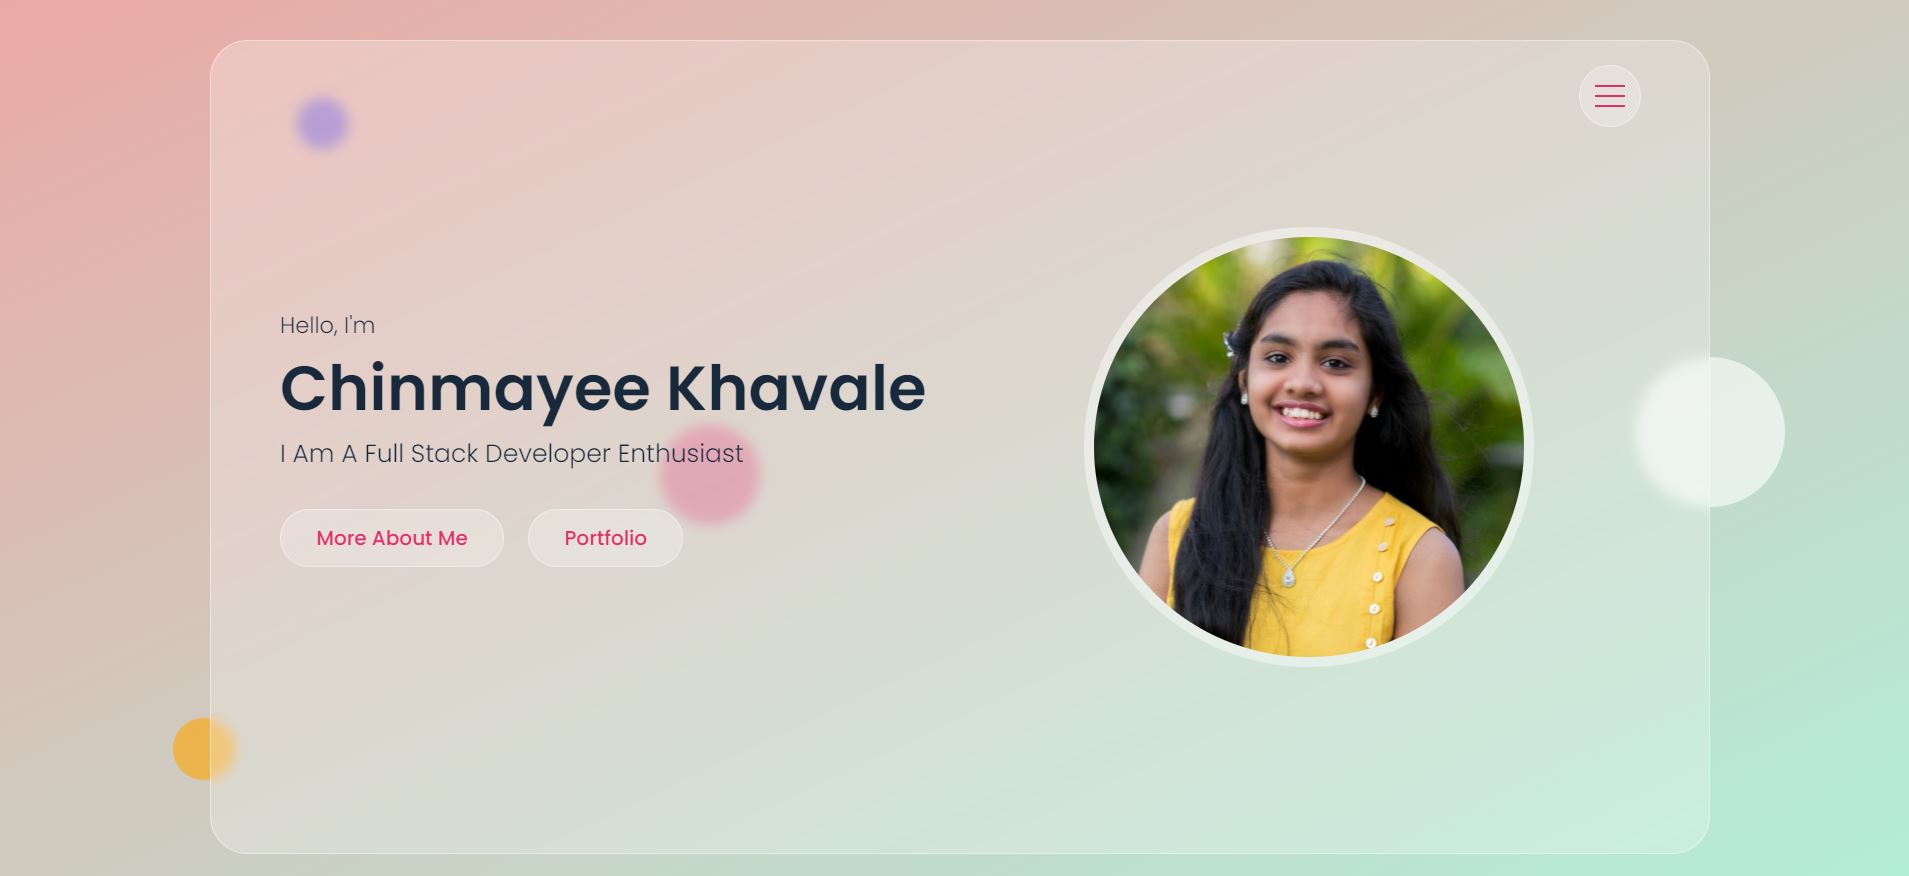 Hello, I'm
Chinmayee Khavale
I Am A Full Stack Developer Enthusiast
More About Me
Portfolio